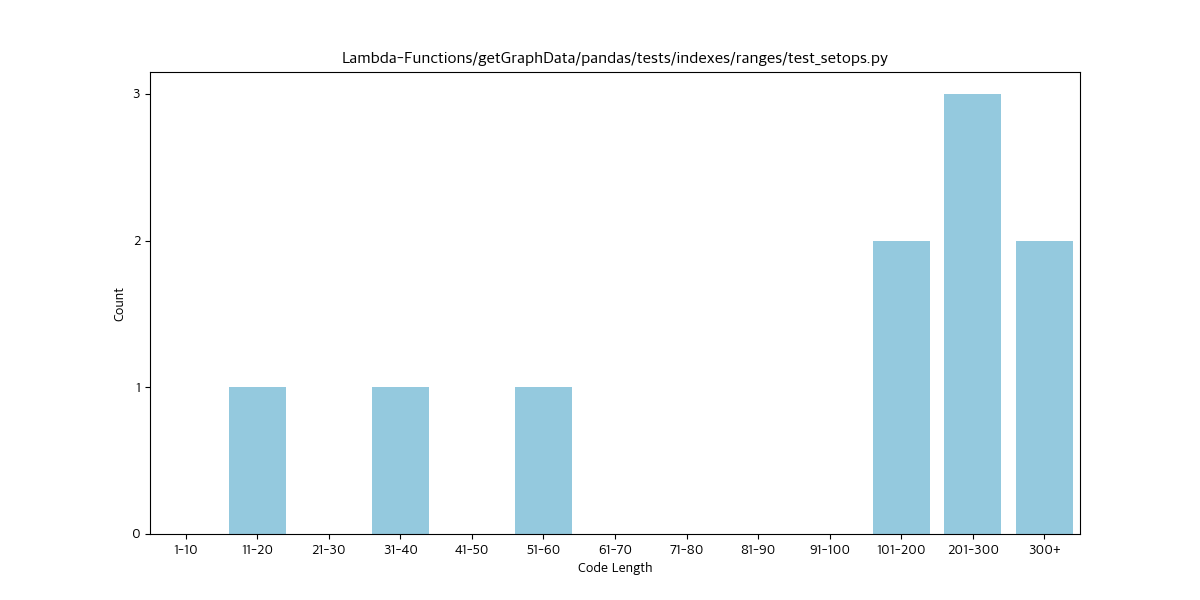 Lambda-Functions/getGraphData/pandas/tests/indexes/ranges/test_setops.py
3
2
1
0
Count
1-10 11-20 21-30 31-40 41-50 51-60 61-70 71-80 81-90 91-100 101-200 201-300 300+
Code Length